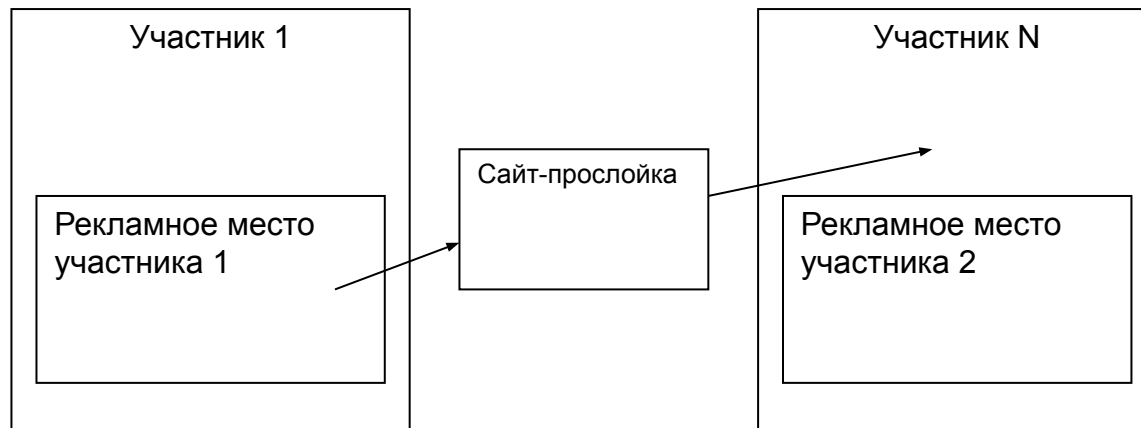 Участник 1
Участник N
Сайт-прослойка
Рекламное место
участника 1
Рекламное место
участника 2